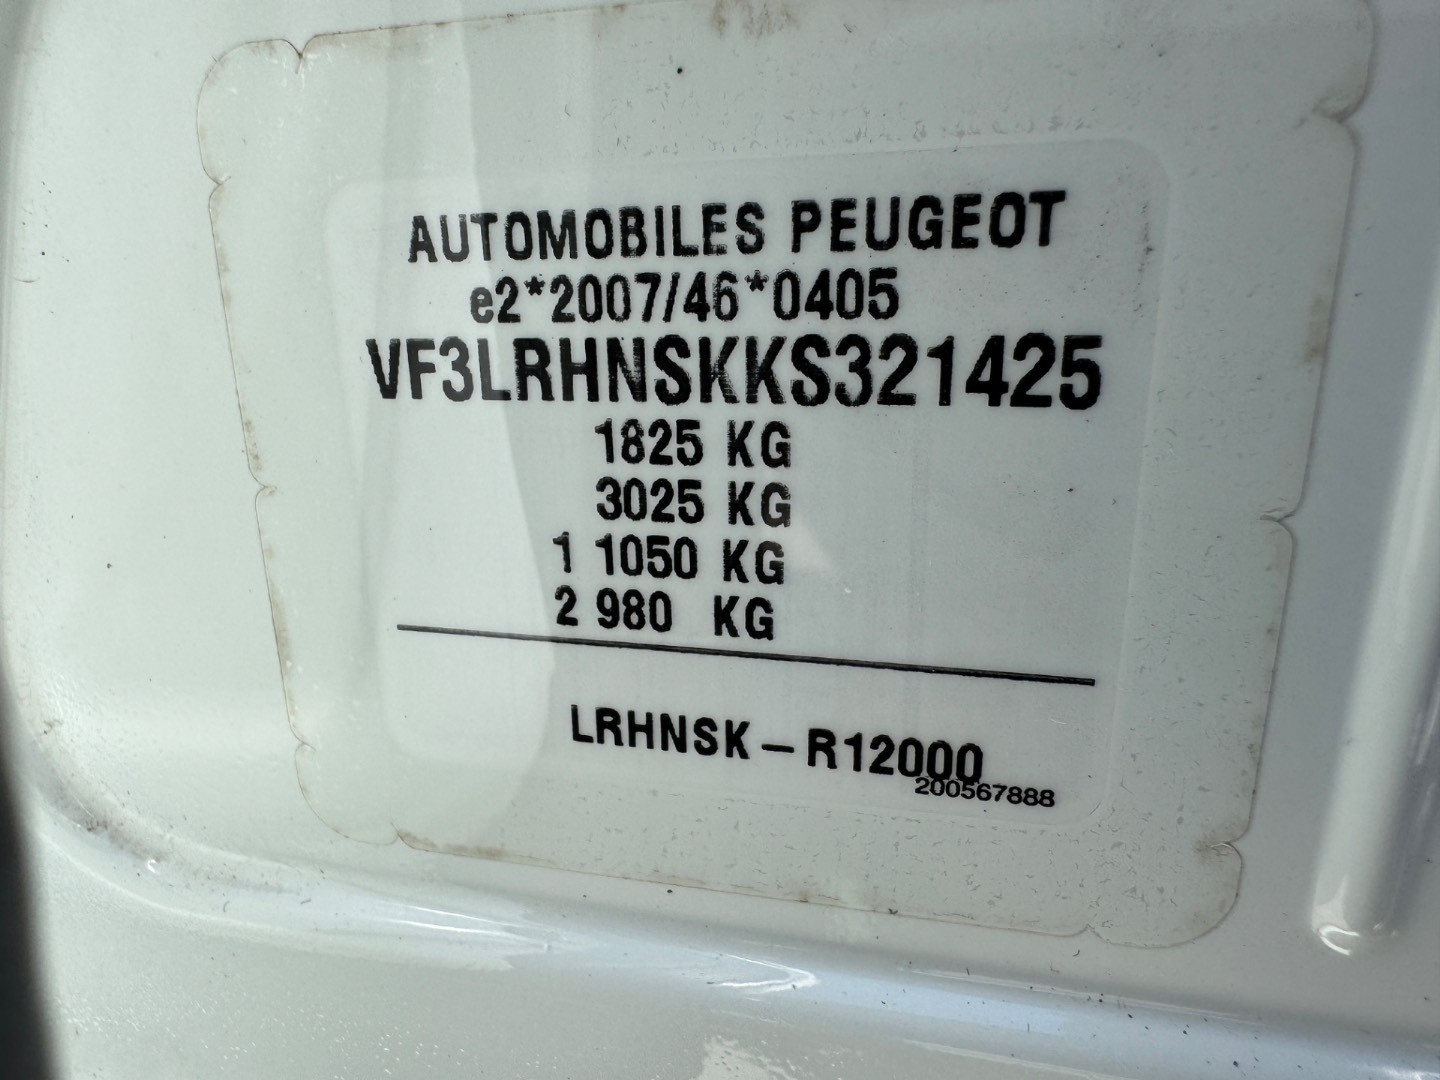 AUTOMOBILES PEUGEOT
e2*2007/46*0405
VF3LRHNSKKS321425
1825 KG
3025 KG
1 1050 KG
2 980 KG
LRHNSK-R12000
200567888